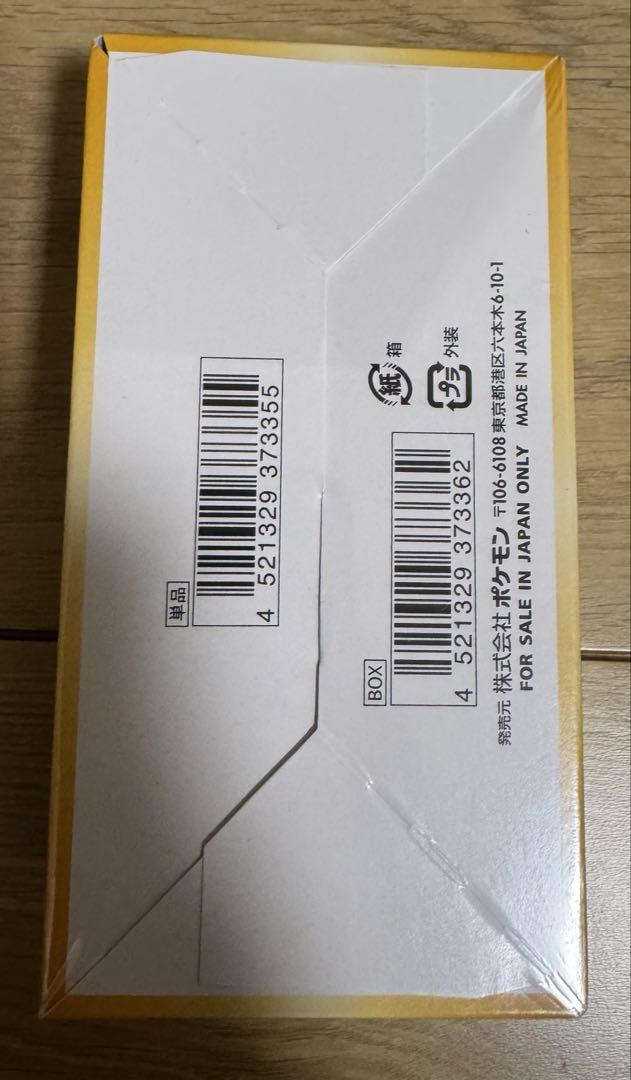 単品
4 521329 373355
紙 箱
プラ 外装
BOX
4 521329 373362
発売元 株式会社 ポケモン 〒106-6108 東京都港区六本木6-10-1
FOR SALE IN JAPAN ONLY MADE IN JAPAN